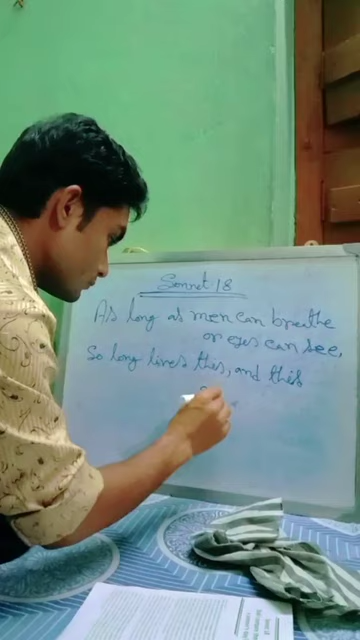 Sonnet 18
As long as men can breathe
or eyes can see,
So long lives this, and this